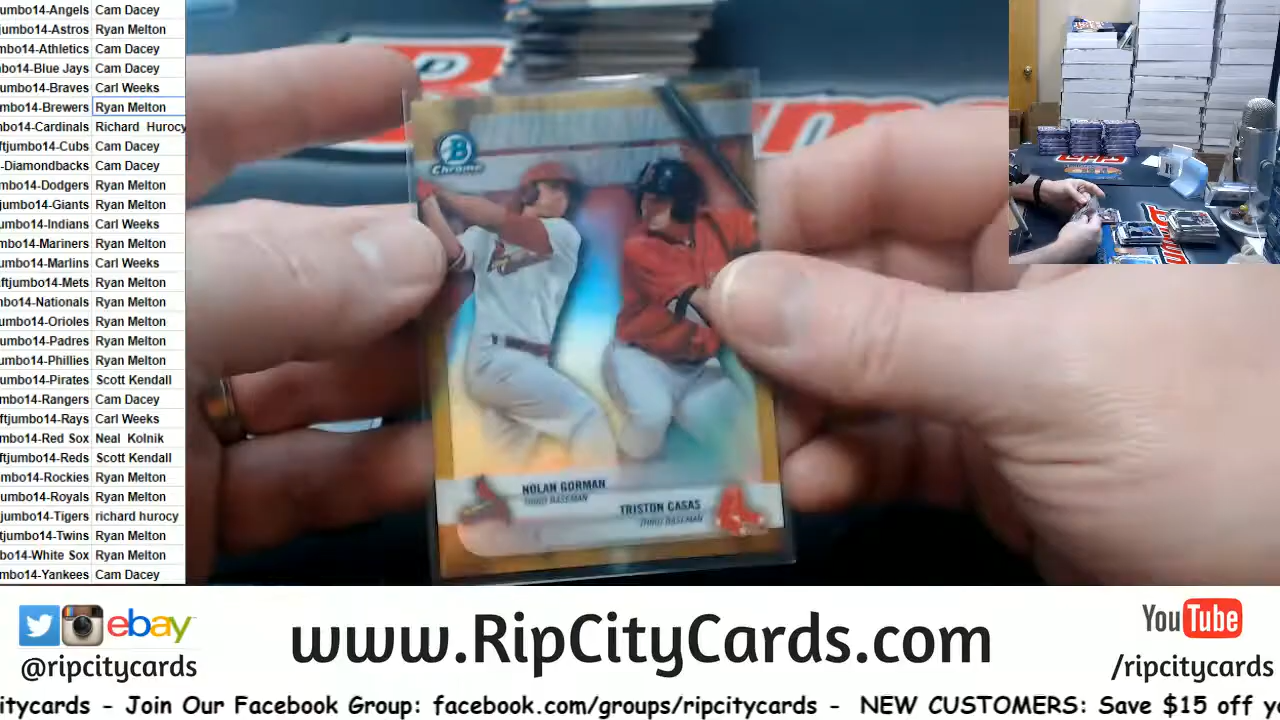 umbo14-Angels Cam Dacey
jumbo14-Astros Ryan Melton
mbo14-Athletics Cam Dacey
nbo14-Blue Jays Cam Dacey
umbo14-Braves Carl Weeks
mbo14-Brewers Ryan Melton
nbo14-Cardinals Richard Hurocy
ftjumbo14-Cubs Cam Dacey
-Diamondbacks Cam Dacey
mbo14-Dodgers Ryan Melton
jumbo14-Giants Ryan Melton
umbo14-Indians Carl Weeks
mbo14-Mariners Ryan Melton
umbo14-Marlins Carl Weeks
ftjumbo14-Mets Ryan Melton
nbo14-Nationals Ryan Melton
umbo14-Orioles Ryan Melton
umbo14-Padres Ryan Melton
umbo14-Phillies Ryan Melton
umbo14-Pirates Scott Kendall
umbo14-Rangers Cam Dacey
ftjumbo14-Rays Carl Weeks
mbo14-Red Sox Neal Kolnik
ftjumbo14-Reds Scott Kendall
mbo14-Rockies Ryan Melton
umbo14-Royals Ryan Melton
jumbo14-Tigers richard hurocy
tjumbo14-Twins Ryan Melton
bo14-White Sox Ryan Melton
mbo14-Yankees Cam Dacey
B
Chrome
NOLAN GORMAN
THIRD BASEMAN
TRISTON CASAS
THIRD BASEMAN
ebay
@ripcitycards
www.RipCityCards.com
YouTube
/ripcitycards
citycards - Join Our Facebook Group: facebook.com/groups/ripcitycards - NEW CUSTOMERS: Save $15 off yo